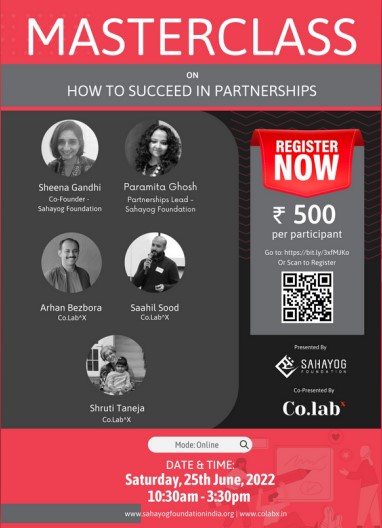 MASTERCLASS
ON
HOW TO SUCCEED IN PARTNERSHIPS
Sheena Gandhi
Co-Founder -
Sahayog Foundation
Paramita Ghosh
Partnerships Lead -
Sahayog Foundation
Arhan Bezbora
Co.Lab^X
Saahil Sood
Co.Lab^X
Shruti Taneja
Co.Lab^X
REGISTER
NOW
₹ 500
per participant
Go to: https://bit.ly/3xfMJKo
Or Scan to Register
Presented By
SAHAYOG
FOUNDATION
Co-Presented By
Co.labx
Mode: Online
DATE & TIME:
Saturday, 25th June, 2022
10:30am - 3:30pm
www.sahayogfoundationindia.org | www.colabx.in